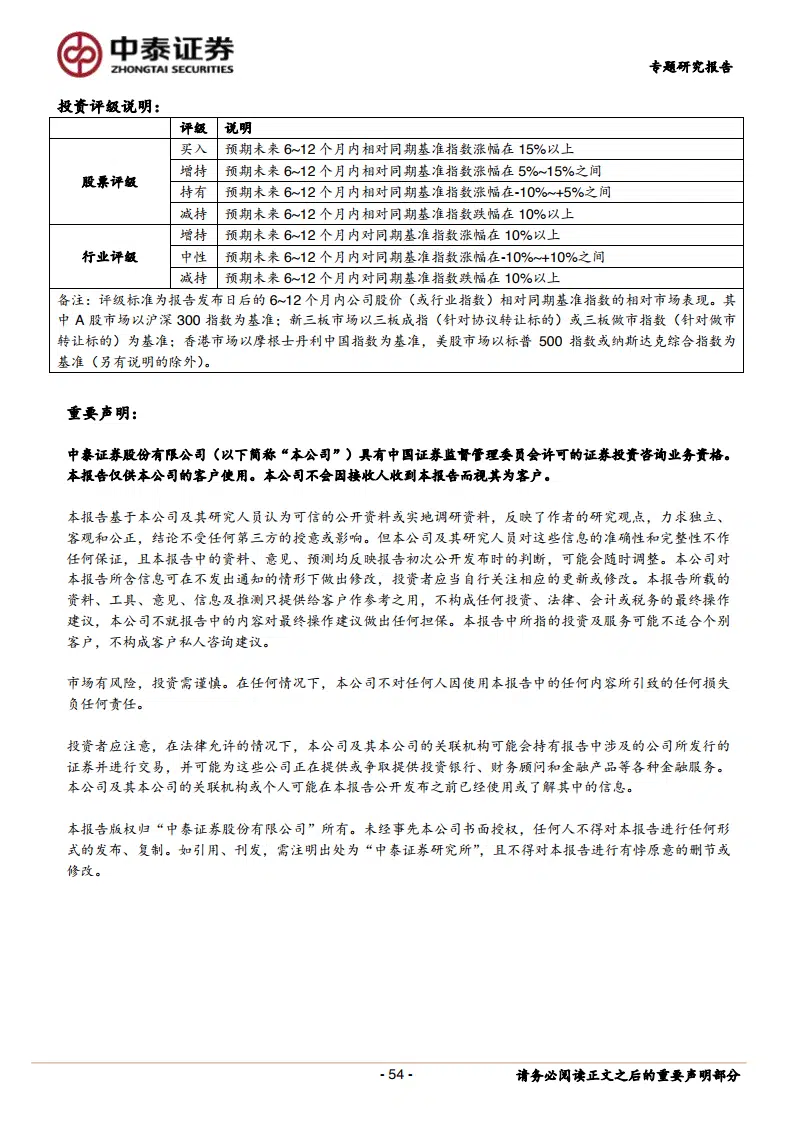 中泰证券
ZHONGTAI SECURITIES
专题研究报告
投资评级说明：
评级 说明
股票评级
买入 预期未来 6~12 个月内相对同期基准指数涨幅在 15%以上
增持 预期未来 6~12 个月内相对同期基准指数涨幅在 5%~15%之间
持有 预期未来 6~12 个月内相对同期基准指数涨幅在-10%~+5%之间
减持 预期未来 6~12 个月内相对同期基准指数跌幅在 10%以上
行业评级
增持 预期未来 6~12 个月内对同期基准指数涨幅在 10%以上
中性 预期未来 6~12 个月内对同期基准指数涨幅在-10%~+10%之间
减持 预期未来 6~12 个月内对同期基准指数跌幅在 10%以上
备注：评级标准为报告发布日后的 6~12 个月内公司股价（或行业指数）相对同期基准指数的相对市场表现。其
中 A 股市场以沪深 300 指数为基准；新三板市场以三板成指（针对协议转让标的）或三板做市指数（针对做市
转让标的）为基准；香港市场以摩根士丹利中国指数为基准，美股市场以标普 500 指数或纳斯达克综合指数为
基准（另有说明的除外）。
重要声明：
中泰证券股份有限公司（以下简称“本公司”）具有中国证券监督管理委员会许可的证券投资咨询业务资格。
本报告仅供本公司的客户使用。本公司不会因接收人收到本报告而视其为客户。
本报告基于本公司及其研究人员认为可信的公开资料或实地调研资料，反映了作者的研究观点，力求独立、
客观和公正，结论不受任何第三方的授意或影响。但本公司及其研究人员对这些信息的准确性和完整性不作
任何保证，且本报告中的资料、意见、预测均反映报告初次公开发布时的判断，可能会随时调整。本公司对
本报告所含信息可在不发出通知的情形下做出修改，投资者应当自行关注相应的更新或修改。本报告所载的
资料、工具、意见、信息及推测只提供给客户作参考之用，不构成任何投资、法律、会计或税务的最终操作
建议，本公司不就报告中的内容对最终操作建议做出任何担保。本报告中所指的投资及服务可能不适合个别
客户，不构成客户私人咨询建议。
市场有风险，投资需谨慎。在任何情况下，本公司不对任何人因使用本报告中的任何内容所引致的任何损失
负任何责任。
投资者应注意，在法律允许的情况下，本公司及其本公司的关联机构可能会持有报告中涉及的公司所发行的
证券并进行交易，并可能为这些公司正在提供或争取提供投资银行、财务顾问和金融产品等各种金融服务。
本公司及其本公司的关联机构或个人可能在本报告公开发布之前已经使用或了解其中的信息。
本报告版权归“中泰证券股份有限公司”所有。未经事先本公司书面授权，任何人不得对本报告进行任何形
式的发布、复制。如引用、刊发，需注明出处为“中泰证券研究所”，且不得对本报告进行有悖原意的删节或
修改。
- 54 -
请务必阅读正文之后的重要声明部分